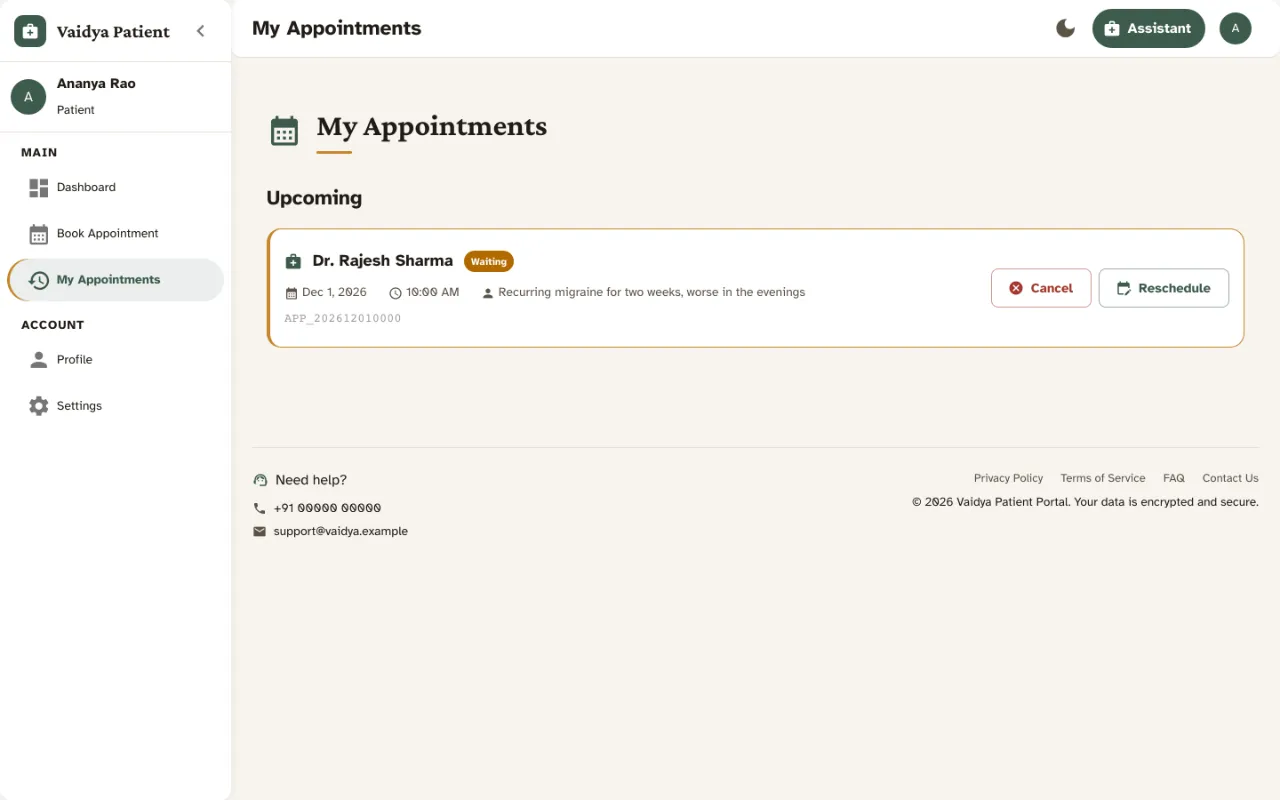 Vaidya Patient
A
Ananya Rao
Patient
MAIN
Dashboard
Book Appointment
My Appointments
ACCOUNT
Profile
Settings
My Appointments
Assistant
A
My Appointments
Upcoming
Dr. Rajesh Sharma Waiting
Dec 1, 2026 10:00 AM Recurring migraine for two weeks, worse in the evenings
APP_202612010000
Cancel Reschedule
Need help?
+91 00000 00000
support@vaidya.example
Privacy Policy Terms of Service FAQ Contact Us
© 2026 Vaidya Patient Portal. Your data is encrypted and secure.